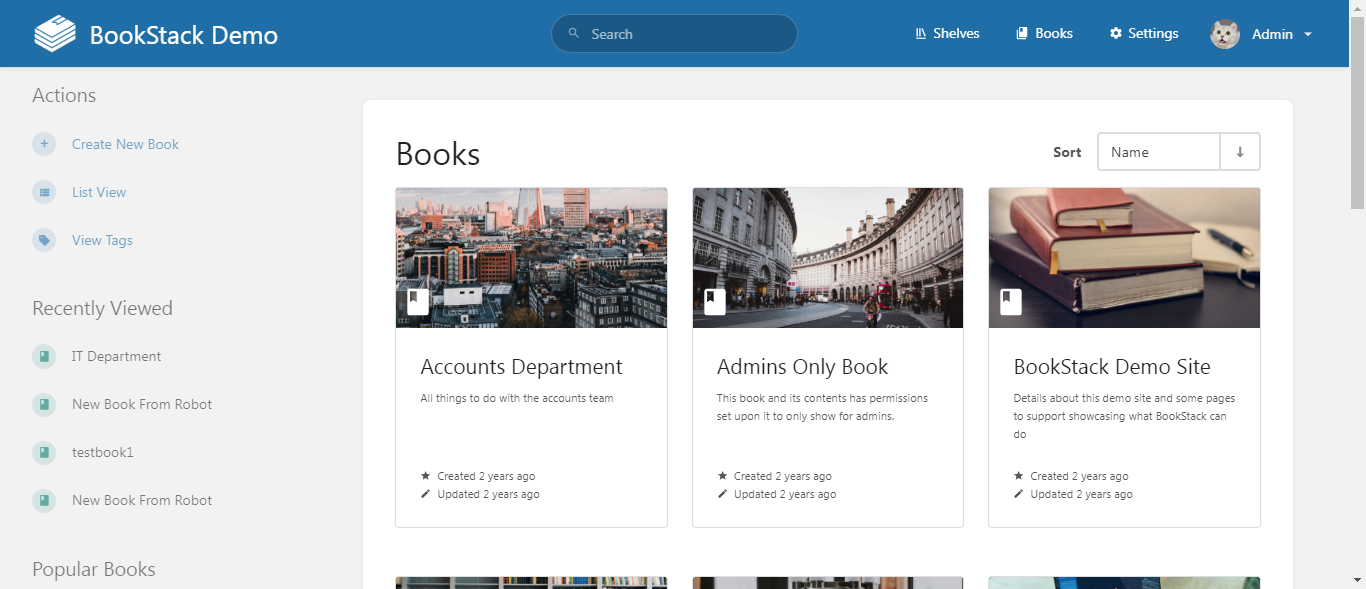 BookStack Demo
Search
Shelves
Books
Settings
Admin
Actions
Create New Book
List View
View Tags
Recently Viewed
IT Department
New Book From Robot
testbook1
New Book From Robot
Popular Books
Books
Sort
Name
Accounts Department
All things to do with the accounts team
Created 2 years ago
Updated 2 years ago
Admins Only Book
This book and its contents has permissions
set upon it to only show for admins.
Created 2 years ago
Updated 2 years ago
BookStack Demo Site
Details about this demo site and some pages
to support showcasing what BookStack can
do
Created 2 years ago
Updated 2 years ago